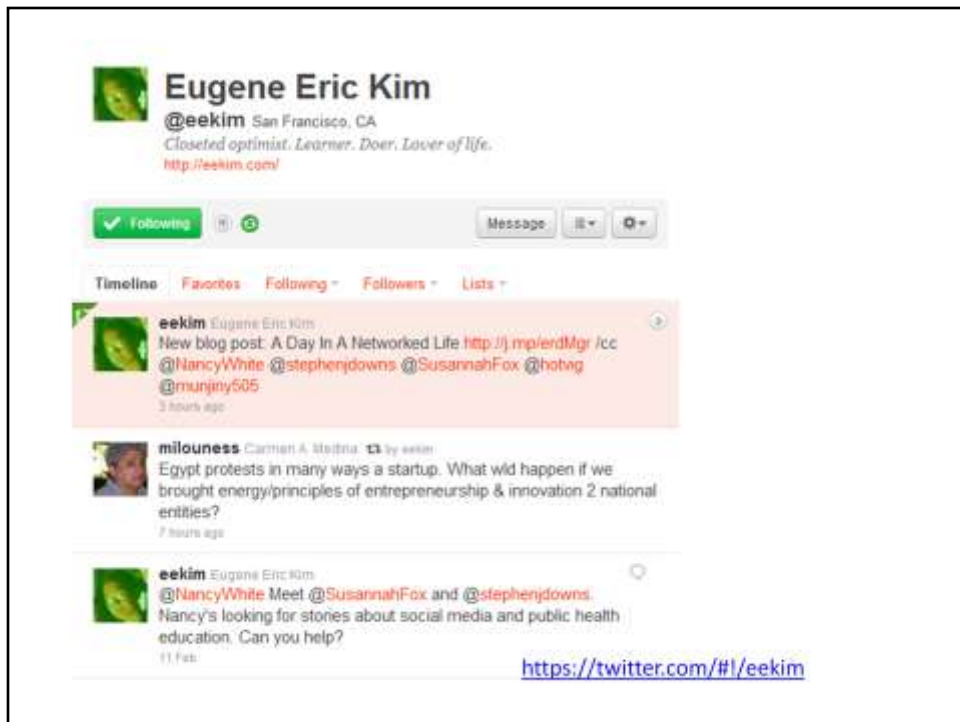 Eugene Eric Kim
@eekim San Francisco, CA
Closeted optimist. Learner. Doer. Lover of life.
http://eekim.com/
Following
Message
Timeline Favorites Following Followers Lists
eekim Eugene Eric Kim
New blog post: A Day In A Networked Life http://j.mp/erdMgr /cc
@NancyWhite @stephenjdowns @SusannahFox @hotwig
@munjiny505
3 hours ago
milouness Carmen A. Medina by eekim
Egypt protests in many ways a startup. What wld happen if we
brought energy/principles of entrepreneurship & innovation 2 national
entities?
7 hours ago
eekim Eugene Eric Kim
@NancyWhite Meet @SusannahFox and @stephenjdowns.
Nancy's looking for stories about social media and public health
education. Can you help?
11 Feb
https://twitter.com/#!/eekim